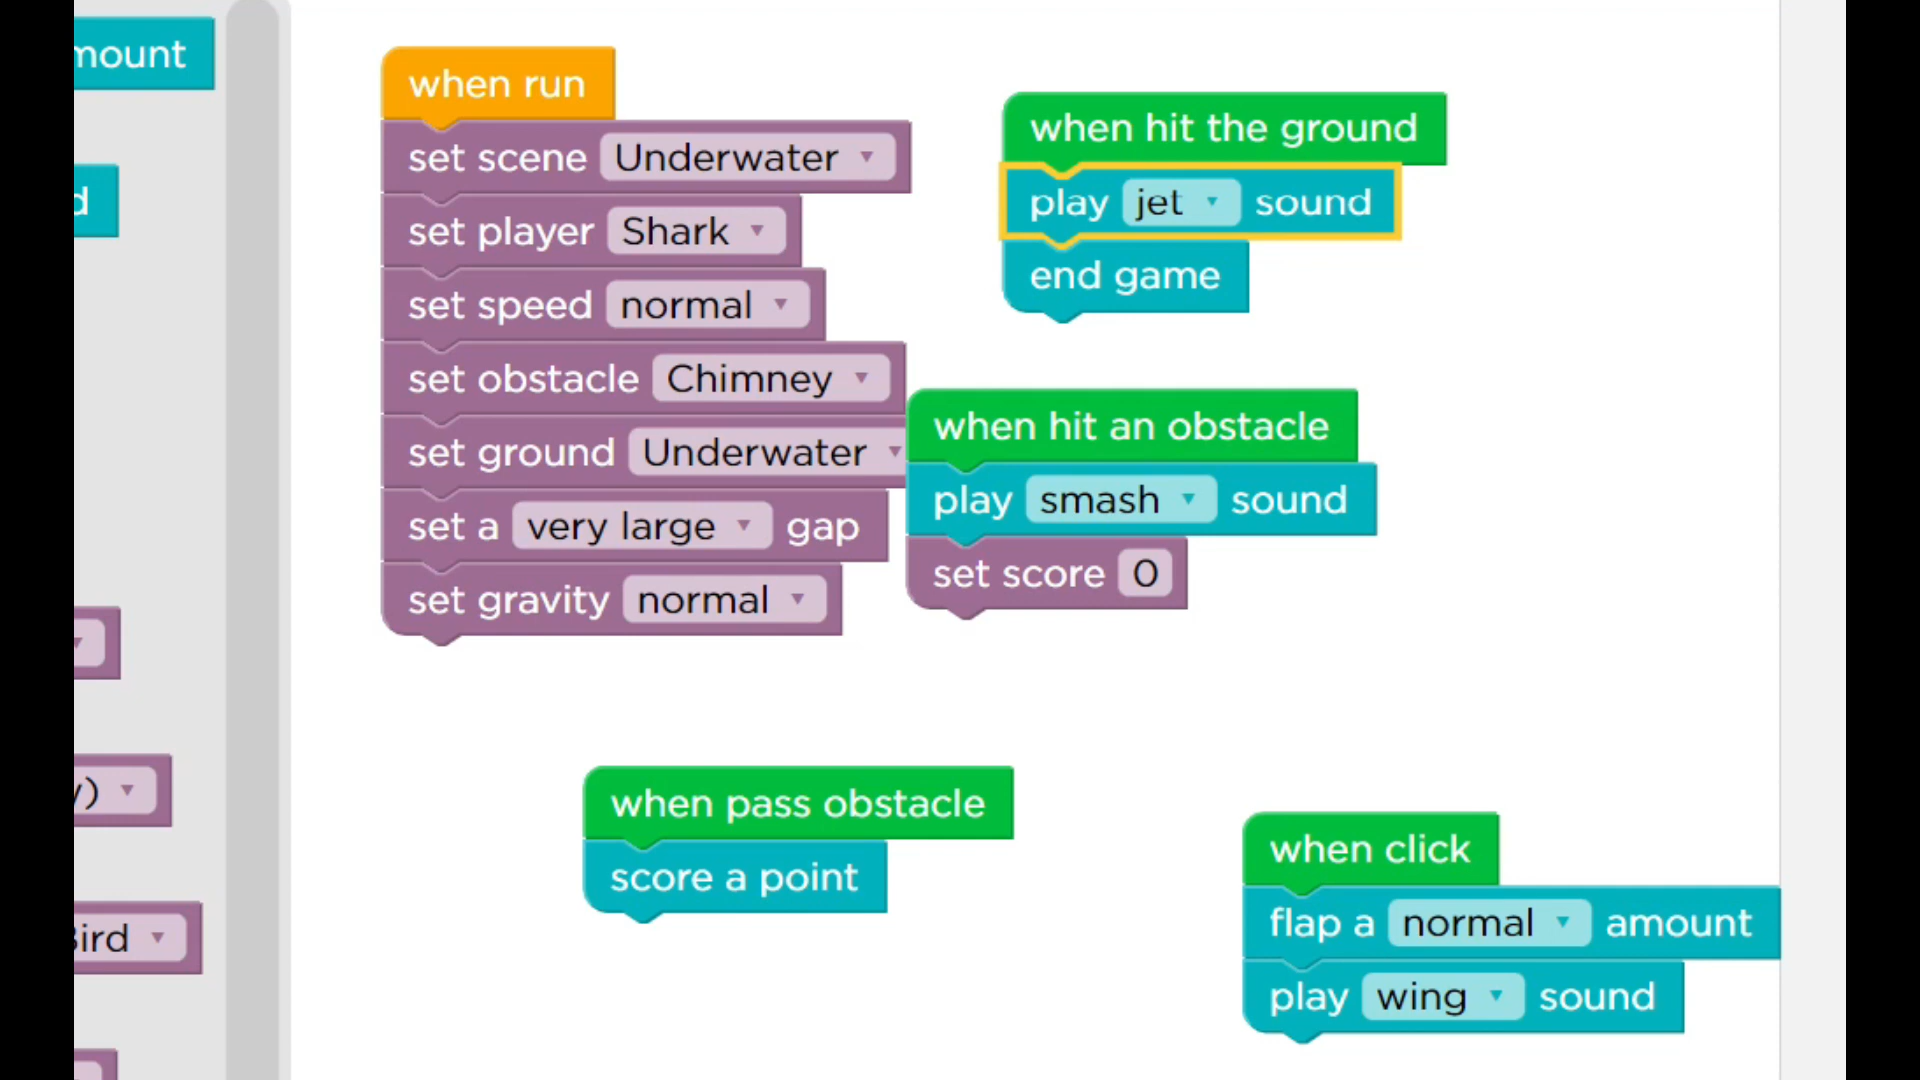 mount
d
y)
Bird
when run
set scene Underwater
set player Shark
set speed normal
set obstacle Chimney
set ground Underwater
set a very large gap
set gravity normal
when hit the ground
play jet sound
end game
when hit an obstacle
play smash sound
set score 0
when pass obstacle
score a point
when click
flap a normal amount
play wing sound